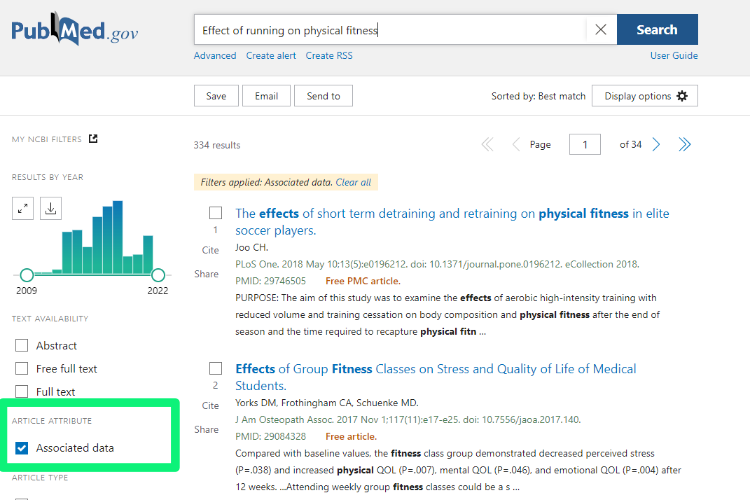 PubMed.gov
Effect of running on physical fitness
Search
Advanced Create alert Create RSS
User Guide
Save Email Send to
Sorted by: Best match Display options
MY NCBI FILTERS
334 results
Page 1 of 34
RESULTS BY YEAR
2009 2022
Filters applied: Associated data. Clear all
1
Cite
Share
The effects of short term detraining and retraining on physical fitness in elite
soccer players.
Joo CH.
PLoS One. 2018 May 10;13(5):e0196212. doi: 10.1371/journal.pone.0196212. eCollection 2018.
PMID: 29746505 Free PMC article.
PURPOSE: The aim of this study was to examine the effects of aerobic high-intensity training with
reduced volume and training cessation on body composition and physical fitness after the end of
season and the time required to recapture physical fitn ...
TEXT AVAILABILITY
Abstract
Free full text
Full text
2
Cite
Share
Effects of Group Fitness Classes on Stress and Quality of Life of Medical
Students.
Yorks DM, Frothingham CA, Schuenke MD.
J Am Osteopath Assoc. 2017 Nov 1;117(11):e17-e25. doi: 10.7556/jaoa.2017.140.
PMID: 29084328 Free article.
Compared with baseline values, the fitness class group demonstrated decreased perceived stress
(P=.038) and increased physical QOL (P=.007), mental QOL (P=.046), and emotional QOL (P=.004) after
12 weeks. ...Attending weekly group fitness classes could be a s ...
ARTICLE ATTRIBUTE
Associated data
ARTICLE TYPE